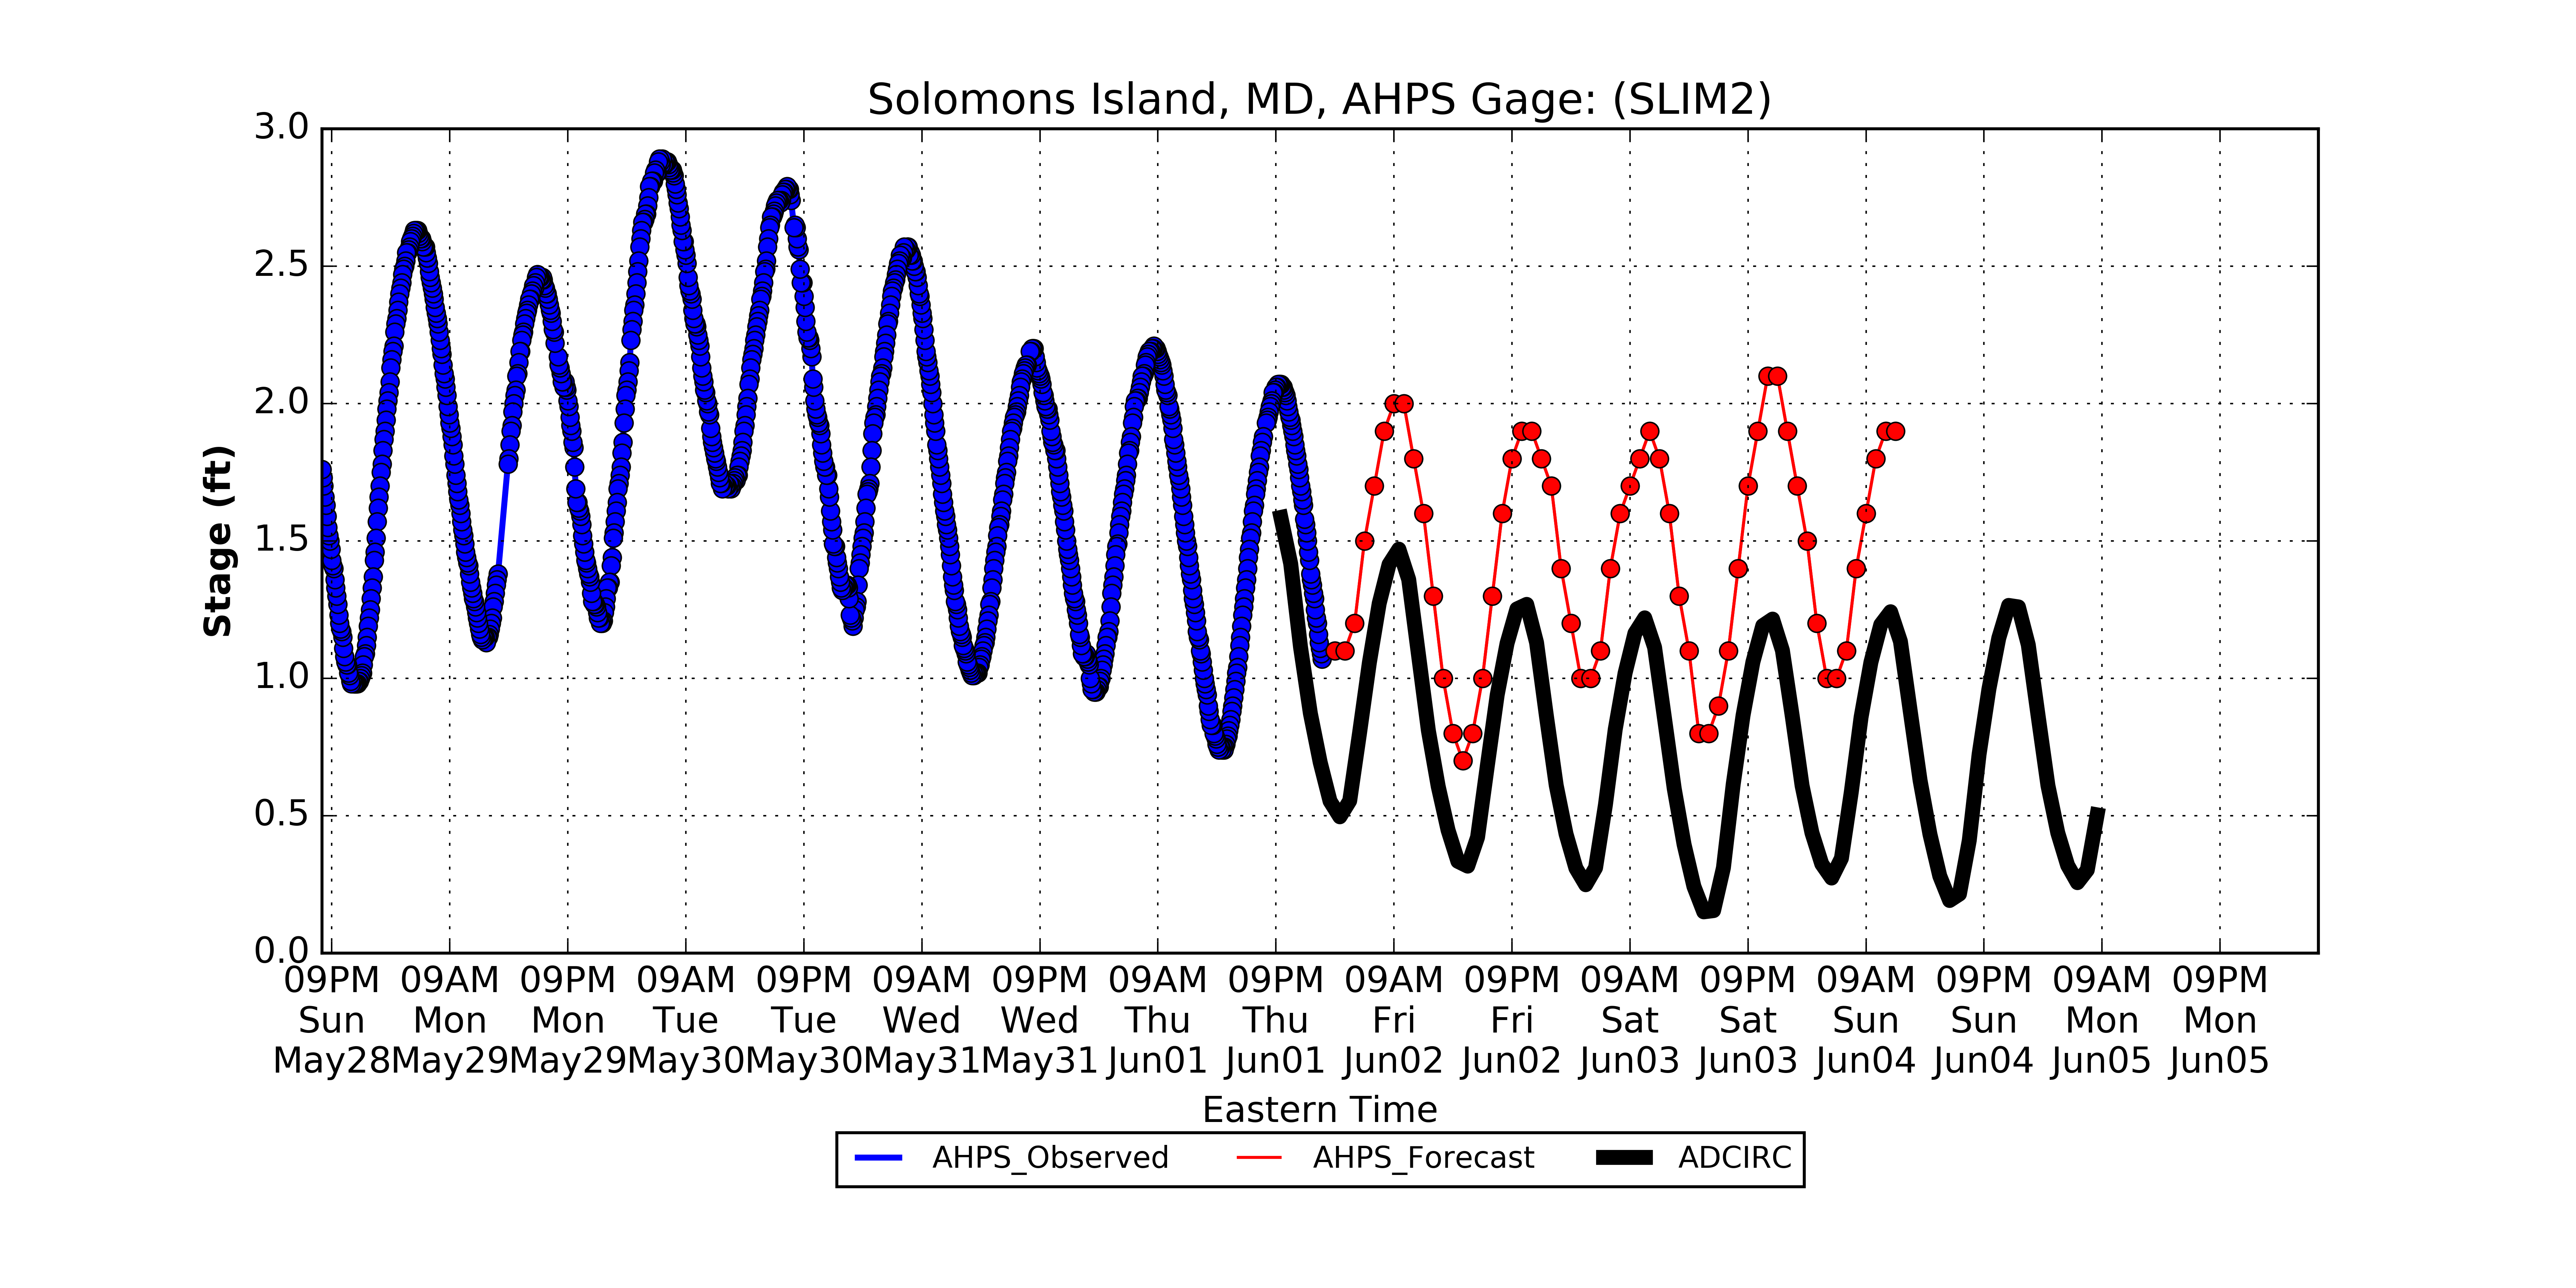 Solomons Island, MD, AHPS Gage: (SLIM2)
3.0
2.5
2.0
1.5
1.0
0.5
0.0
Stage (ft)
09PM 09AM 09PM 09AM 09PM 09AM 09PM 09AM 09PM 09AM 09PM 09AM 09PM 09AM 09PM 09AM 09PM
Sun Mon Mon Tue Tue Wed Wed Thu Thu Fri Fri Sat Sat Sun Sun Mon Mon
May28 May29 May29 May30 May30 May31 May31 Jun01 Jun01 Jun02 Jun02 Jun03 Jun03 Jun04 Jun04 Jun05 Jun05
Eastern Time
AHPS_Observed AHPS_Forecast ADCIRC